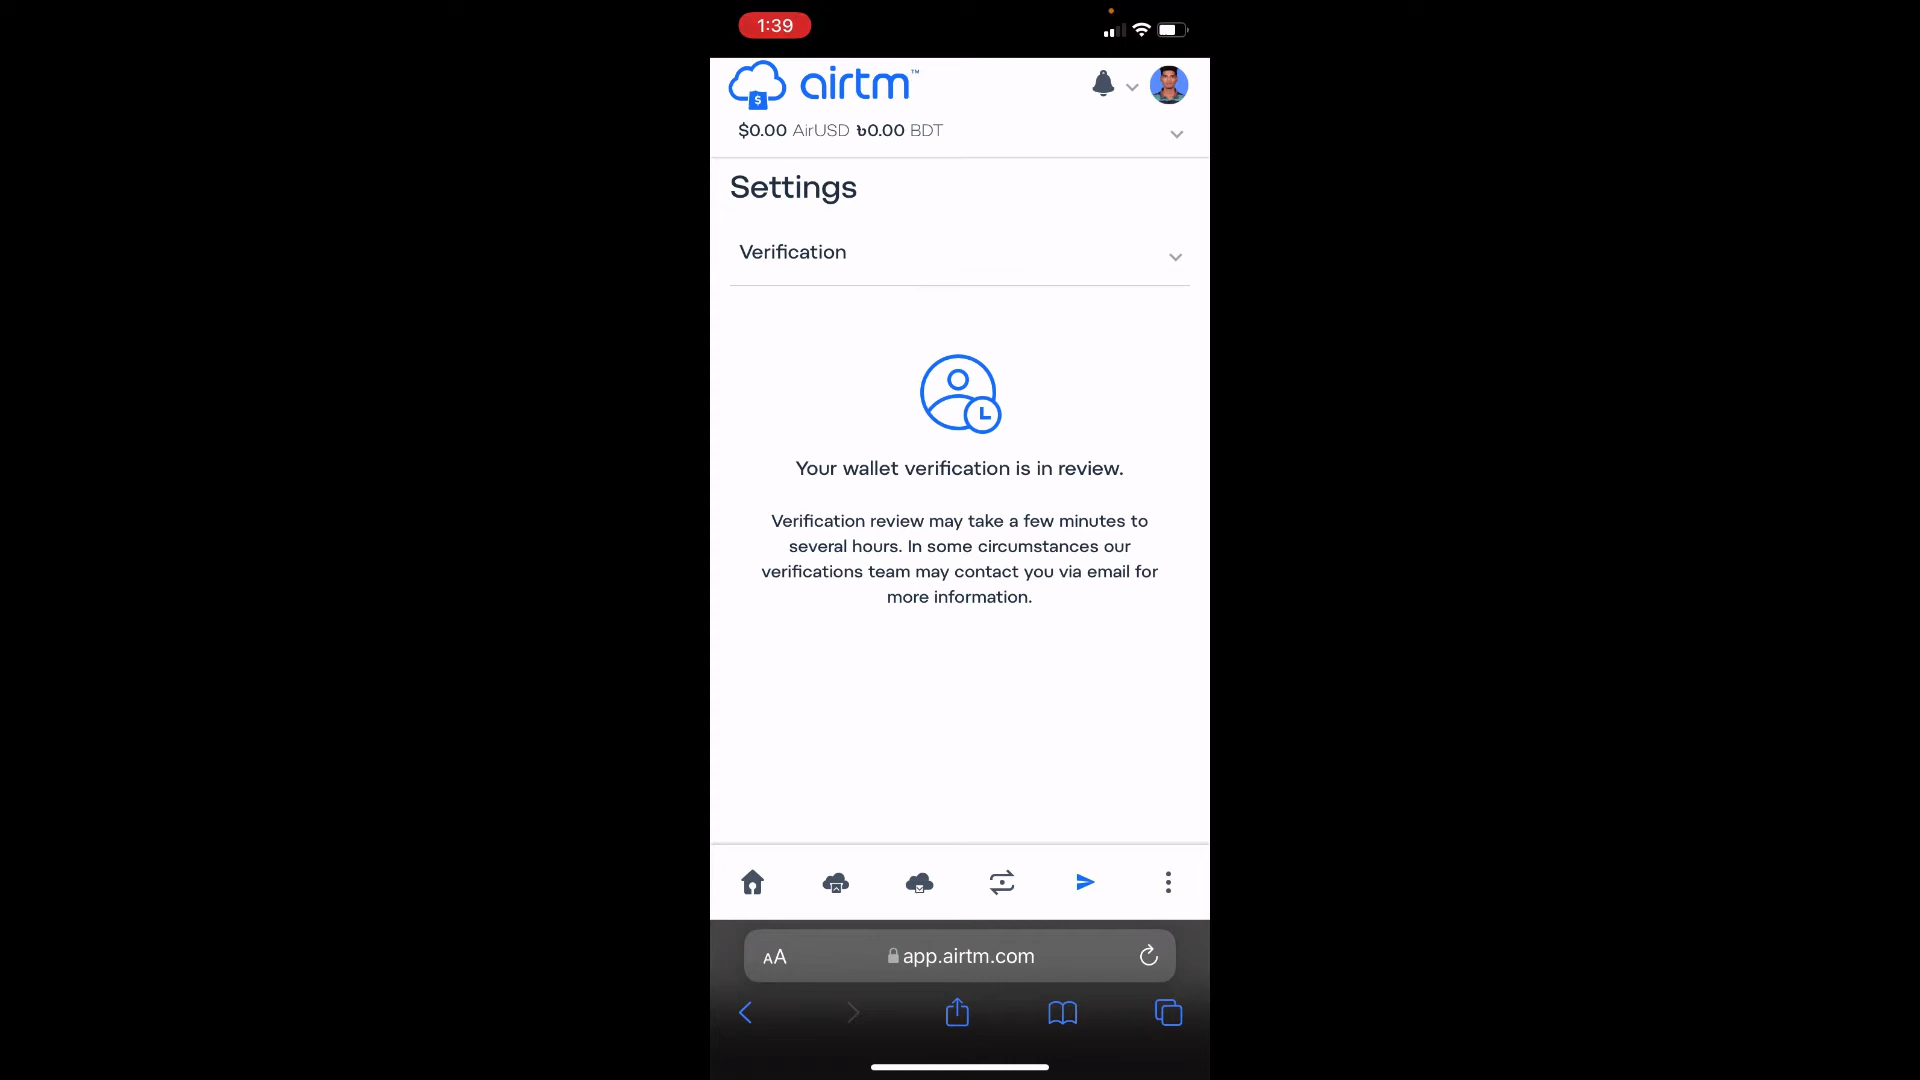 1:39
airtm™
$0.00 AirUSD ৳0.00 BDT
Settings
Verification
Your wallet verification is in review.
Verification review may take a few minutes to
several hours. In some circumstances our
verifications team may contact you via email for
more information.
AA app.airtm.com